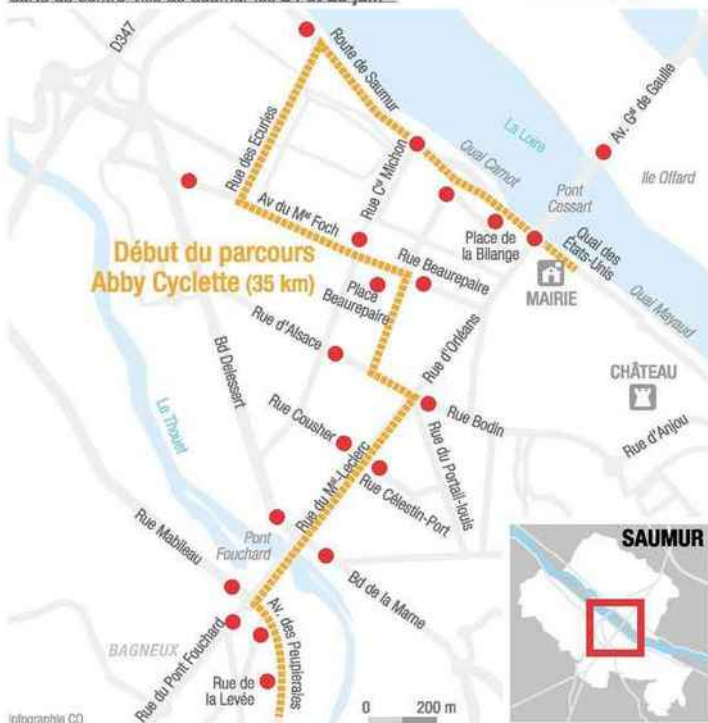 D347
Route de Saumur
Av. Gal de Gaulle
La Loire
Quai Carnot
Rue des Ecuries
Rue Cel Michon
Ile Offard
Pont
Cessart
Av du Mal Foch
Quai des
États-Unis
Place de
la Bilange
Début du parcours
Abby Cyclette (35 km)
Rue Beaurepaire
MAIRIE
Quai Mayaud
Place
Beaurepaire
Rue d'Alsace
Rue d'Orléans
Bd Delessert
CHÂTEAU
Le Thouet
Rue Cousher
Rue Bodin
Rue d'Anjou
Rue du Portail-louis
Rue du Mal-Leclerc
Rue Célestin-Port
Rue Mabileau
Pont
Fouchard
SAUMUR
Bd de la Marne
Av. des Peupleraies
BAGNEUX
Rue du Pont Fouchard
Rue de
la Levée
0 200 m
Infographie CO